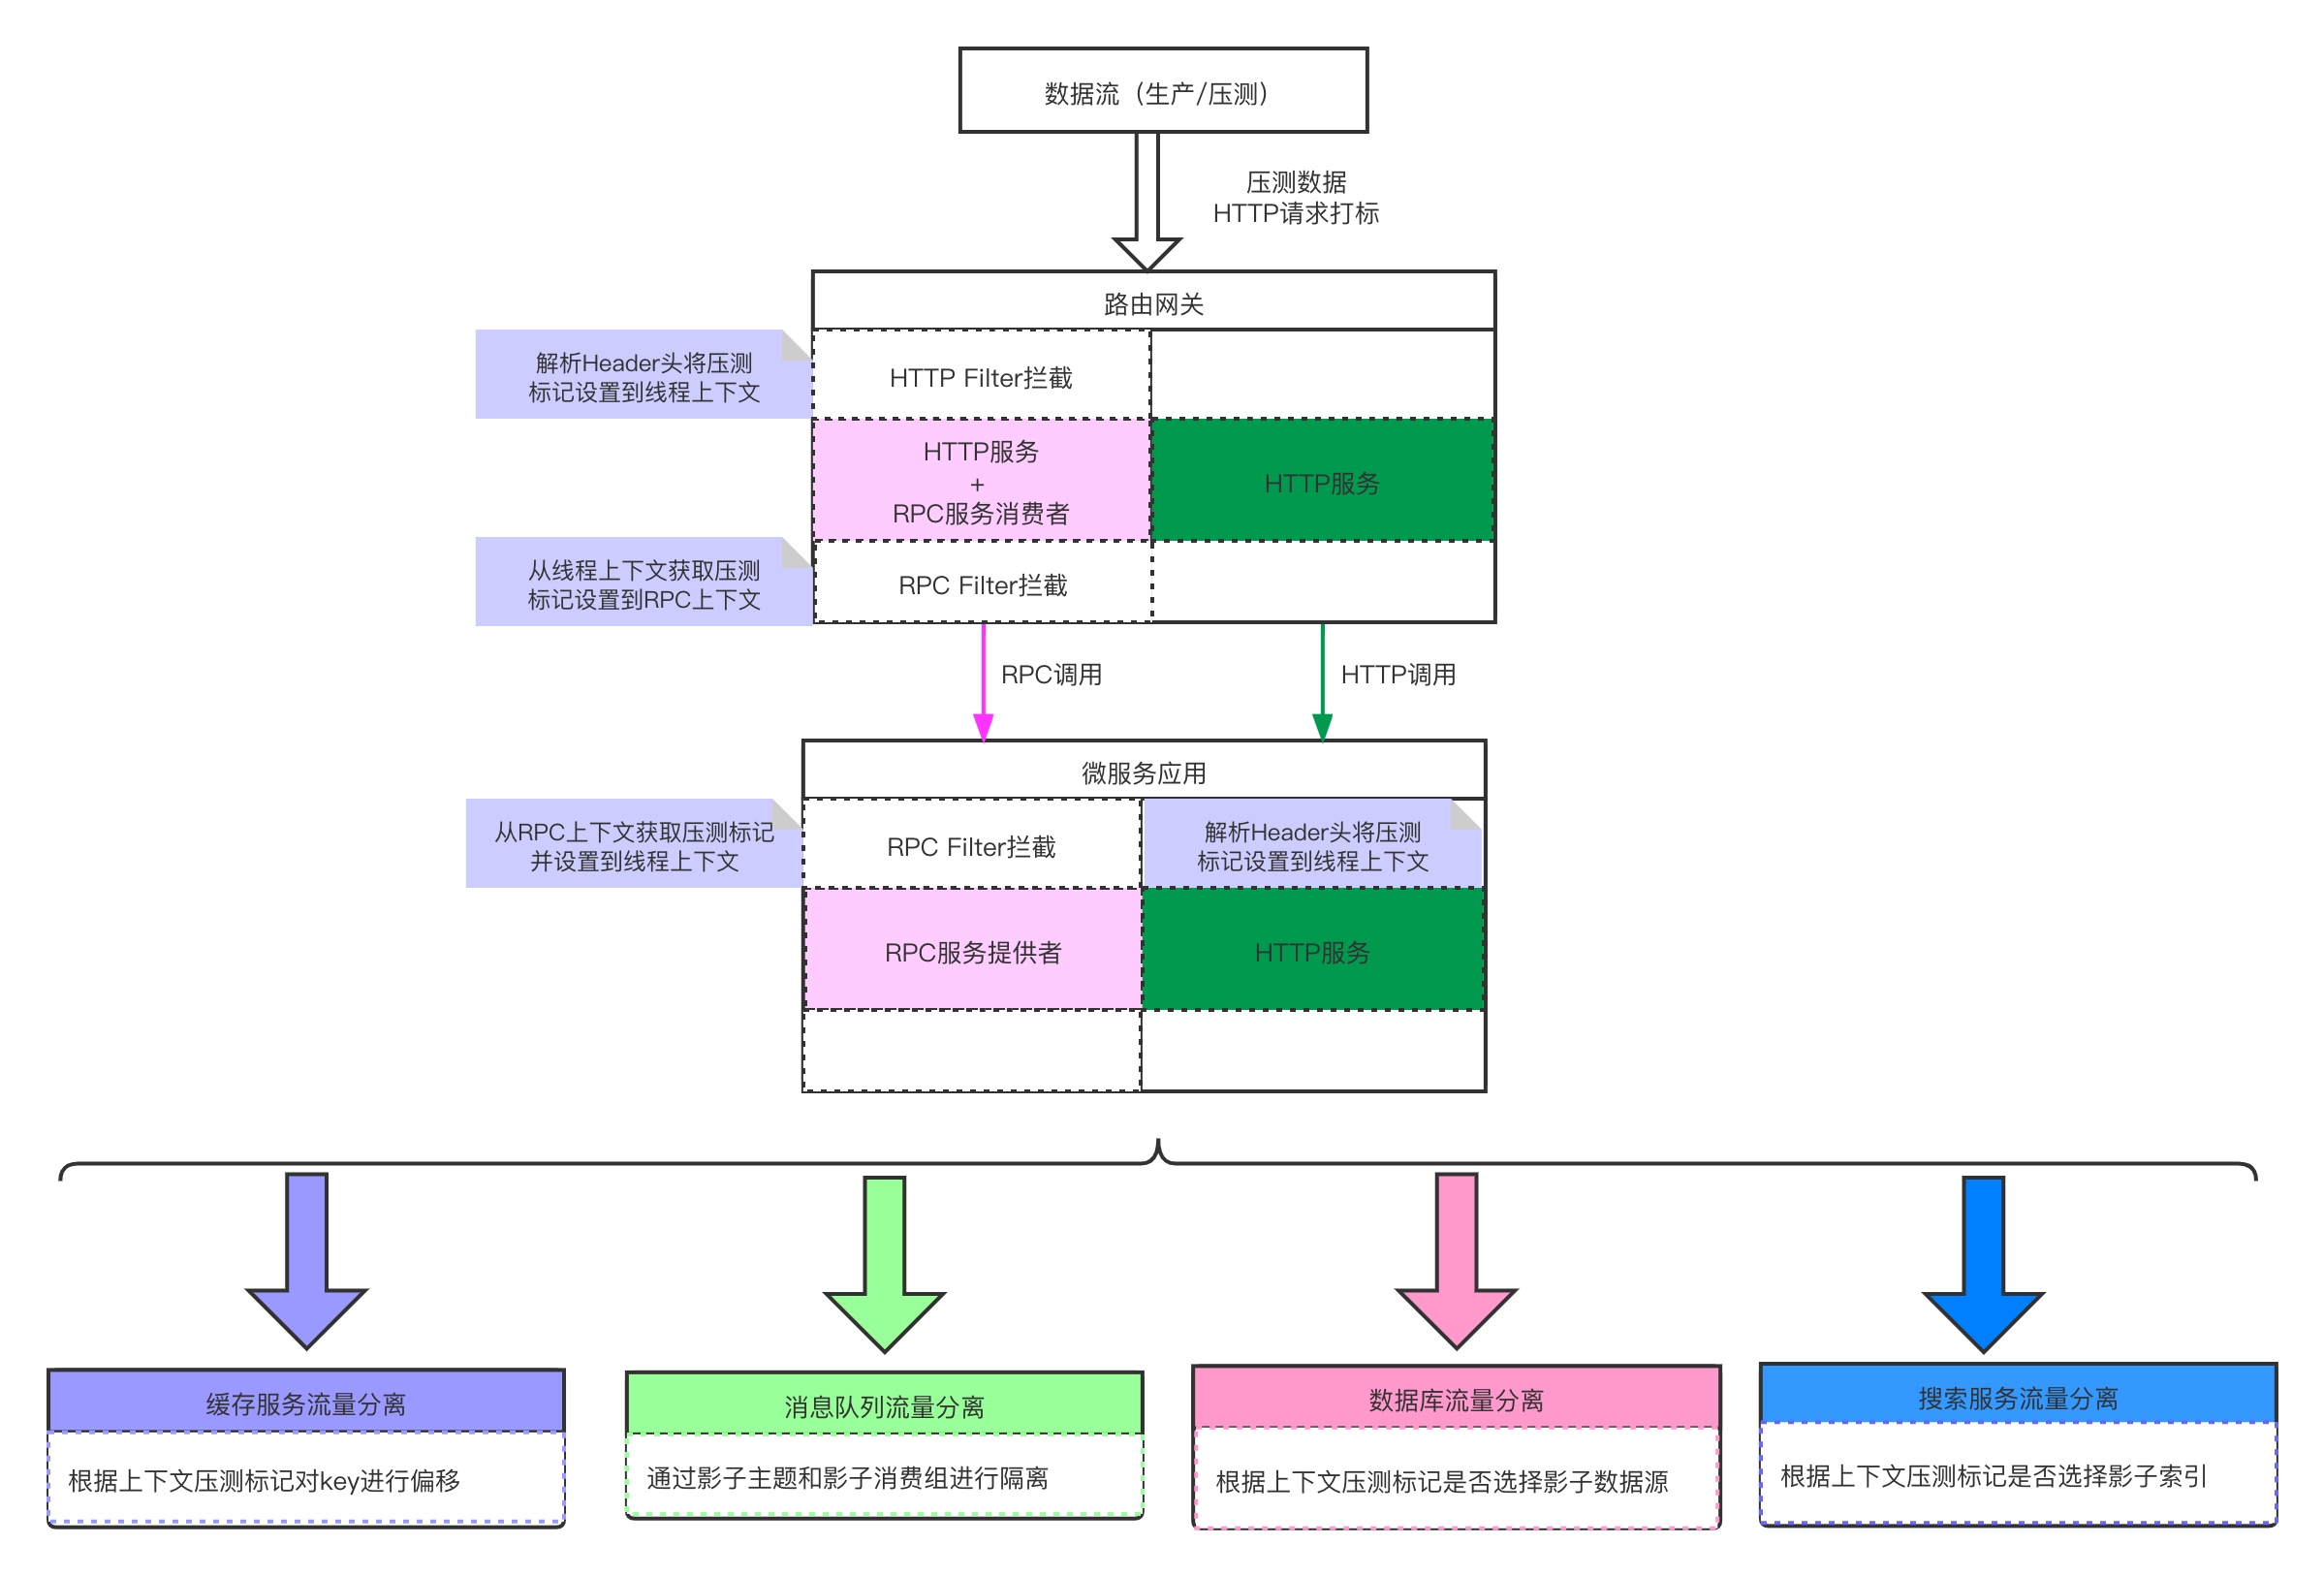 数据流（生产/压测）
压测数据
HTTP请求打标
路由网关
解析Header头将压测
标记设置到线程上下文
HTTP Filter拦截
HTTP服务
+
RPC服务消费者
HTTP服务
从线程上下文获取压测
标记设置到RPC上下文
RPC Filter拦截
RPC调用
HTTP调用
微服务应用
从RPC上下文获取压测标记
并设置到线程上下文
RPC Filter拦截
解析Header头将压测
标记设置到线程上下文
RPC服务提供者
HTTP服务
缓存服务流量分离
根据上下文压测标记对key进行偏移
消息队列流量分离
通过影子主题和影子消费组进行隔离
数据库流量分离
根据上下文压测标记是否选择影子数据源
搜索服务流量分离
根据上下文压测标记是否选择影子索引